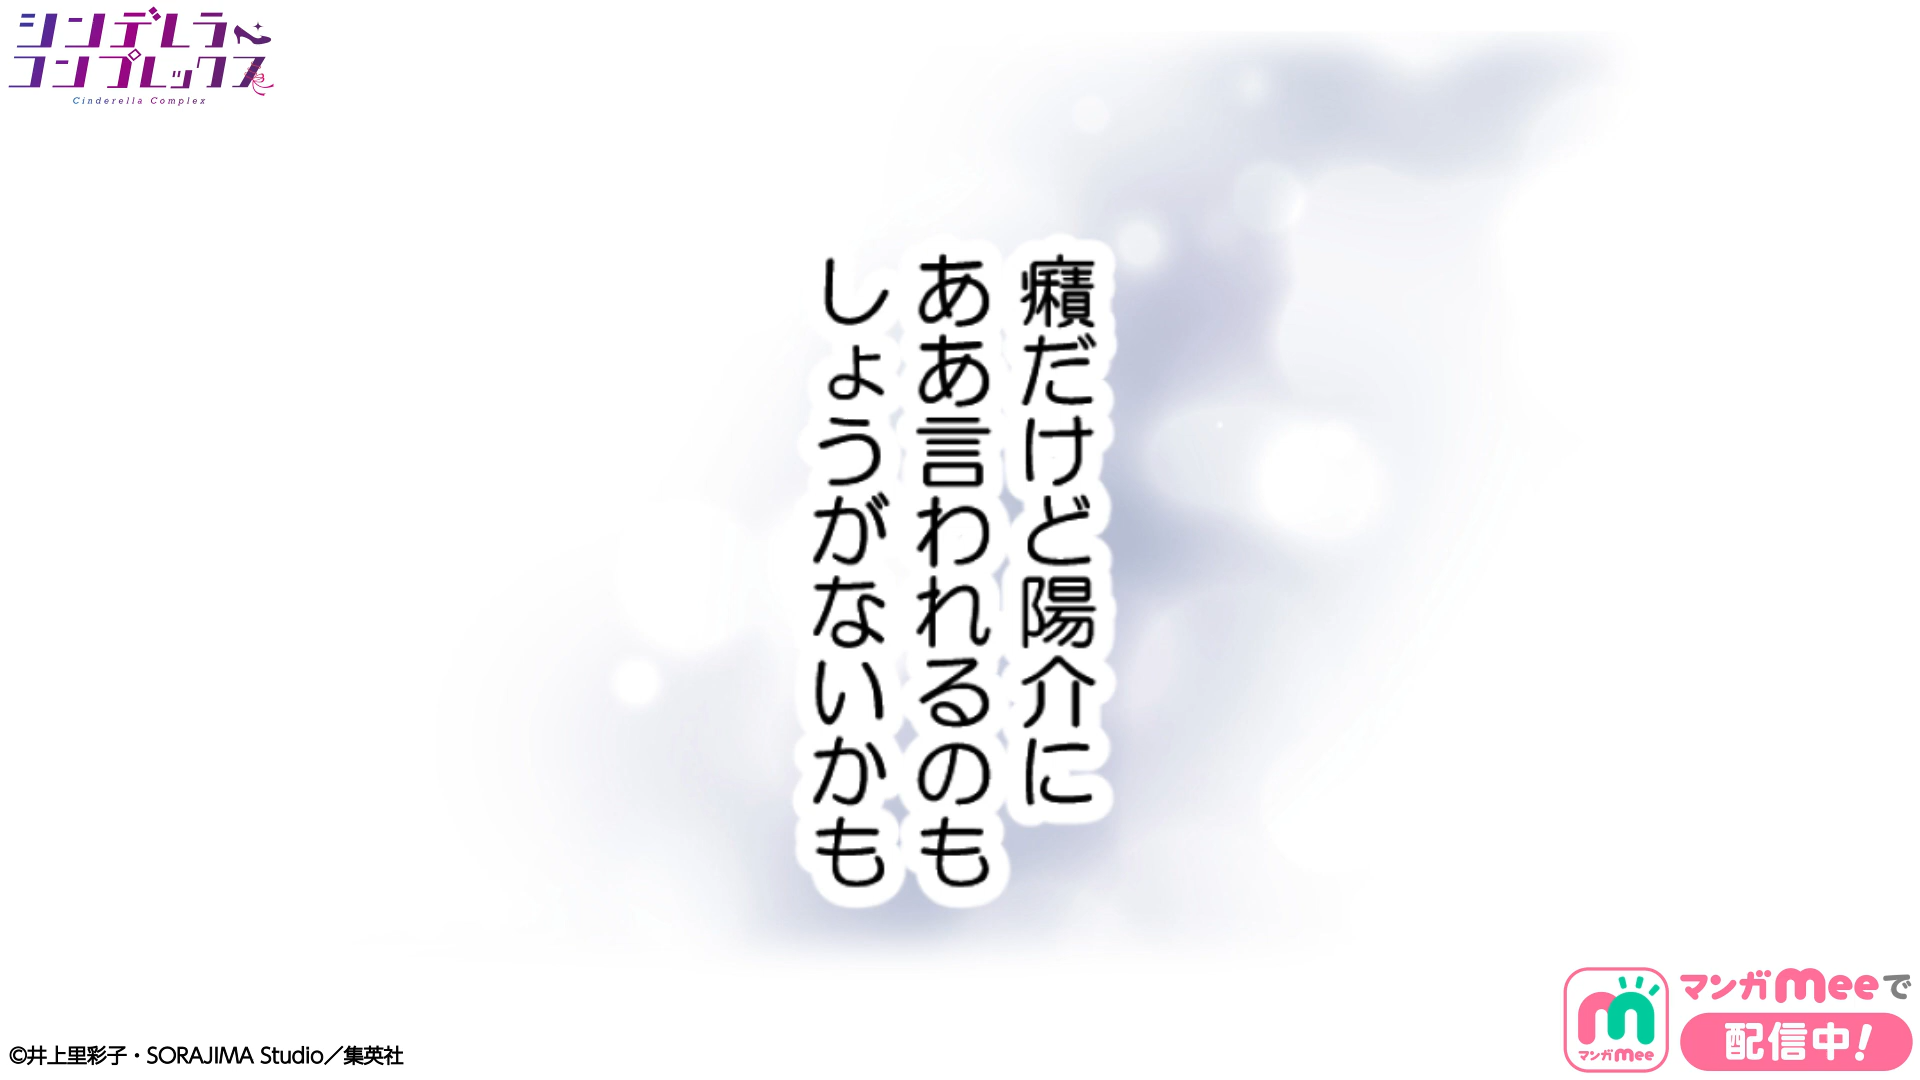 シンデレラ
コンプレックス
Cinderella Complex
癪だけど陽介に
ああ言われるのも
しょうがないかも
©井上里彩子・SORAJIMA Studio／集英社
マンガmee
マンガmeeで
配信中!